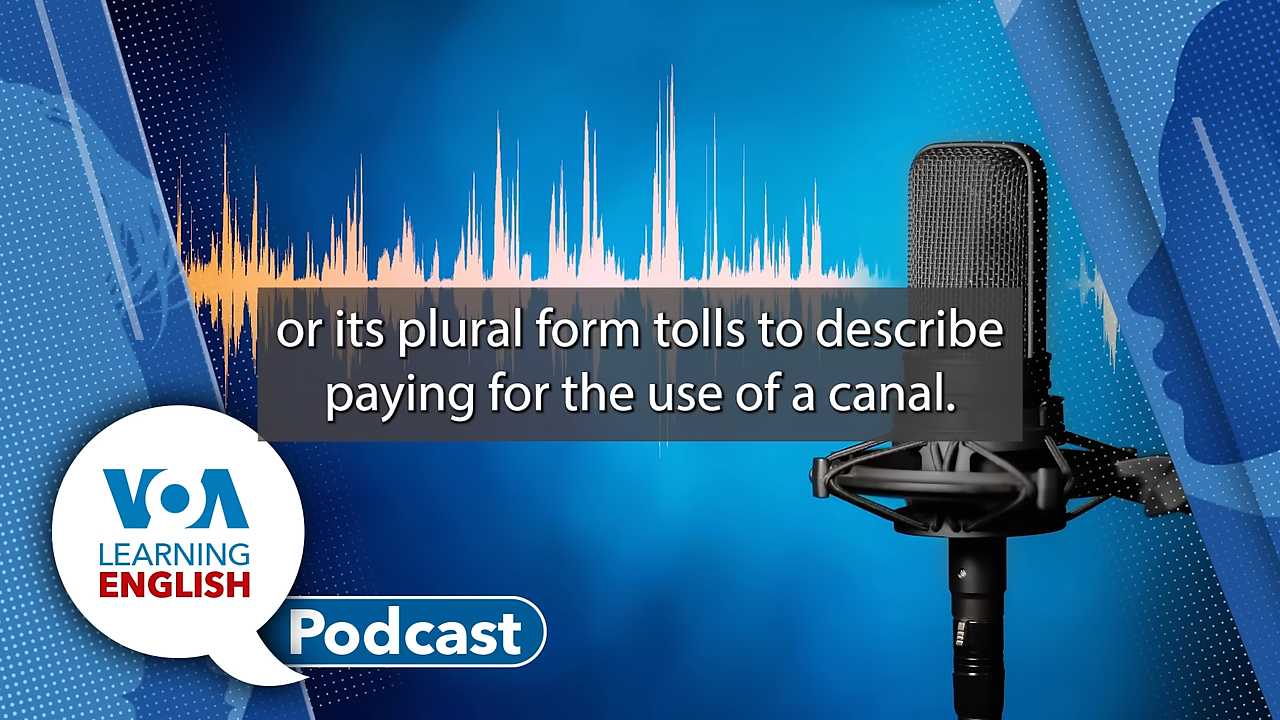 or its plural form tolls to describe
paying for the use of a canal.
VOA
LEARNING
ENGLISH
Podcast